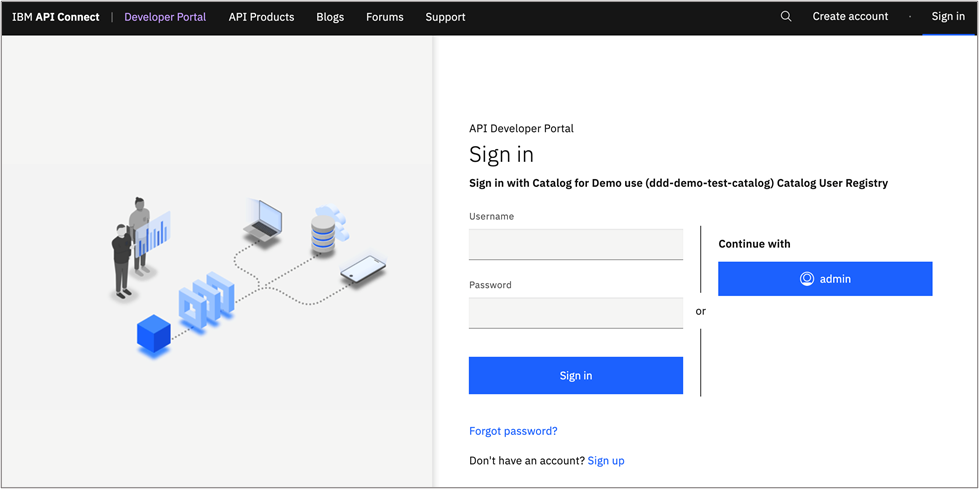 IBM API Connect Developer Portal API Products Blogs Forums Support Create account · Sign in
API Developer Portal
Sign in
Sign in with Catalog for Demo use (ddd-demo-test-catalog) Catalog User Registry
Username
Password
Sign in
or
Continue with
admin
Forgot password?
Don't have an account? Sign up